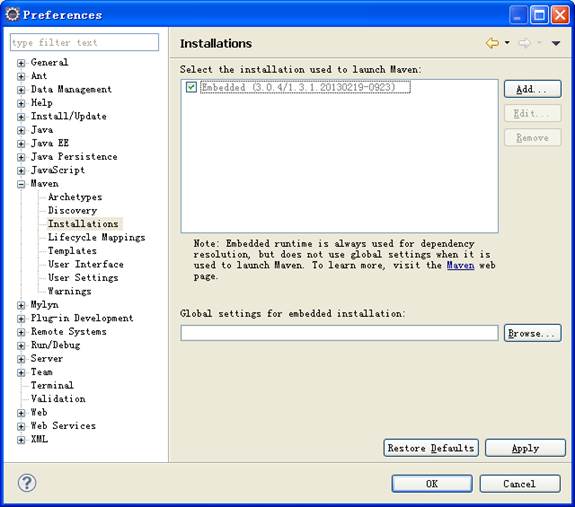 Preferences
type filter text
General
Ant
Data Management
Help
Install/Update
Java
Java EE
Java Persistence
JavaScript
Maven
Archetypes
Discovery
Installations
Lifecycle Mappings
Templates
User Interface
User Settings
Warnings
Mylyn
Plug-in Development
Remote Systems
Run/Debug
Server
Team
Terminal
Validation
Web
Web Services
XML
Installations
Select the installation used to launch Maven:
Embedded (3.0.4/1.3.1.20130219-0923)
Add...
Edit...
Remove
Note: Embedded runtime is always used for dependency
resolution, but does not use global settings when it is
used to launch Maven. To learn more, visit the Maven web
page.
Global settings for embedded installation:
Browse...
Restore Defaults
Apply
?
OK
Cancel